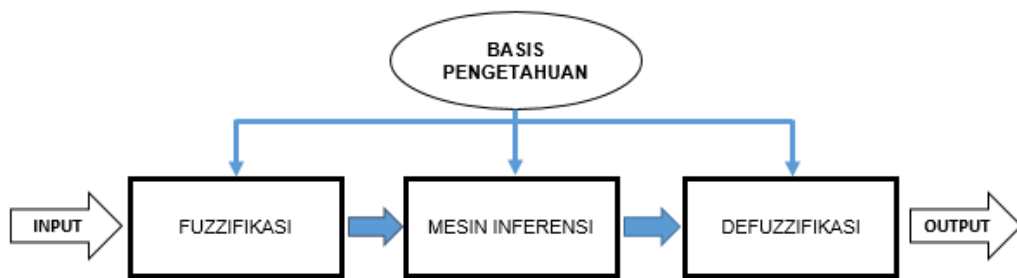 BASIS
PENGETAHUAN
INPUT
FUZZIFIKASI
MESIN INFERENSI
DEFUZZIFIKASI
OUTPUT